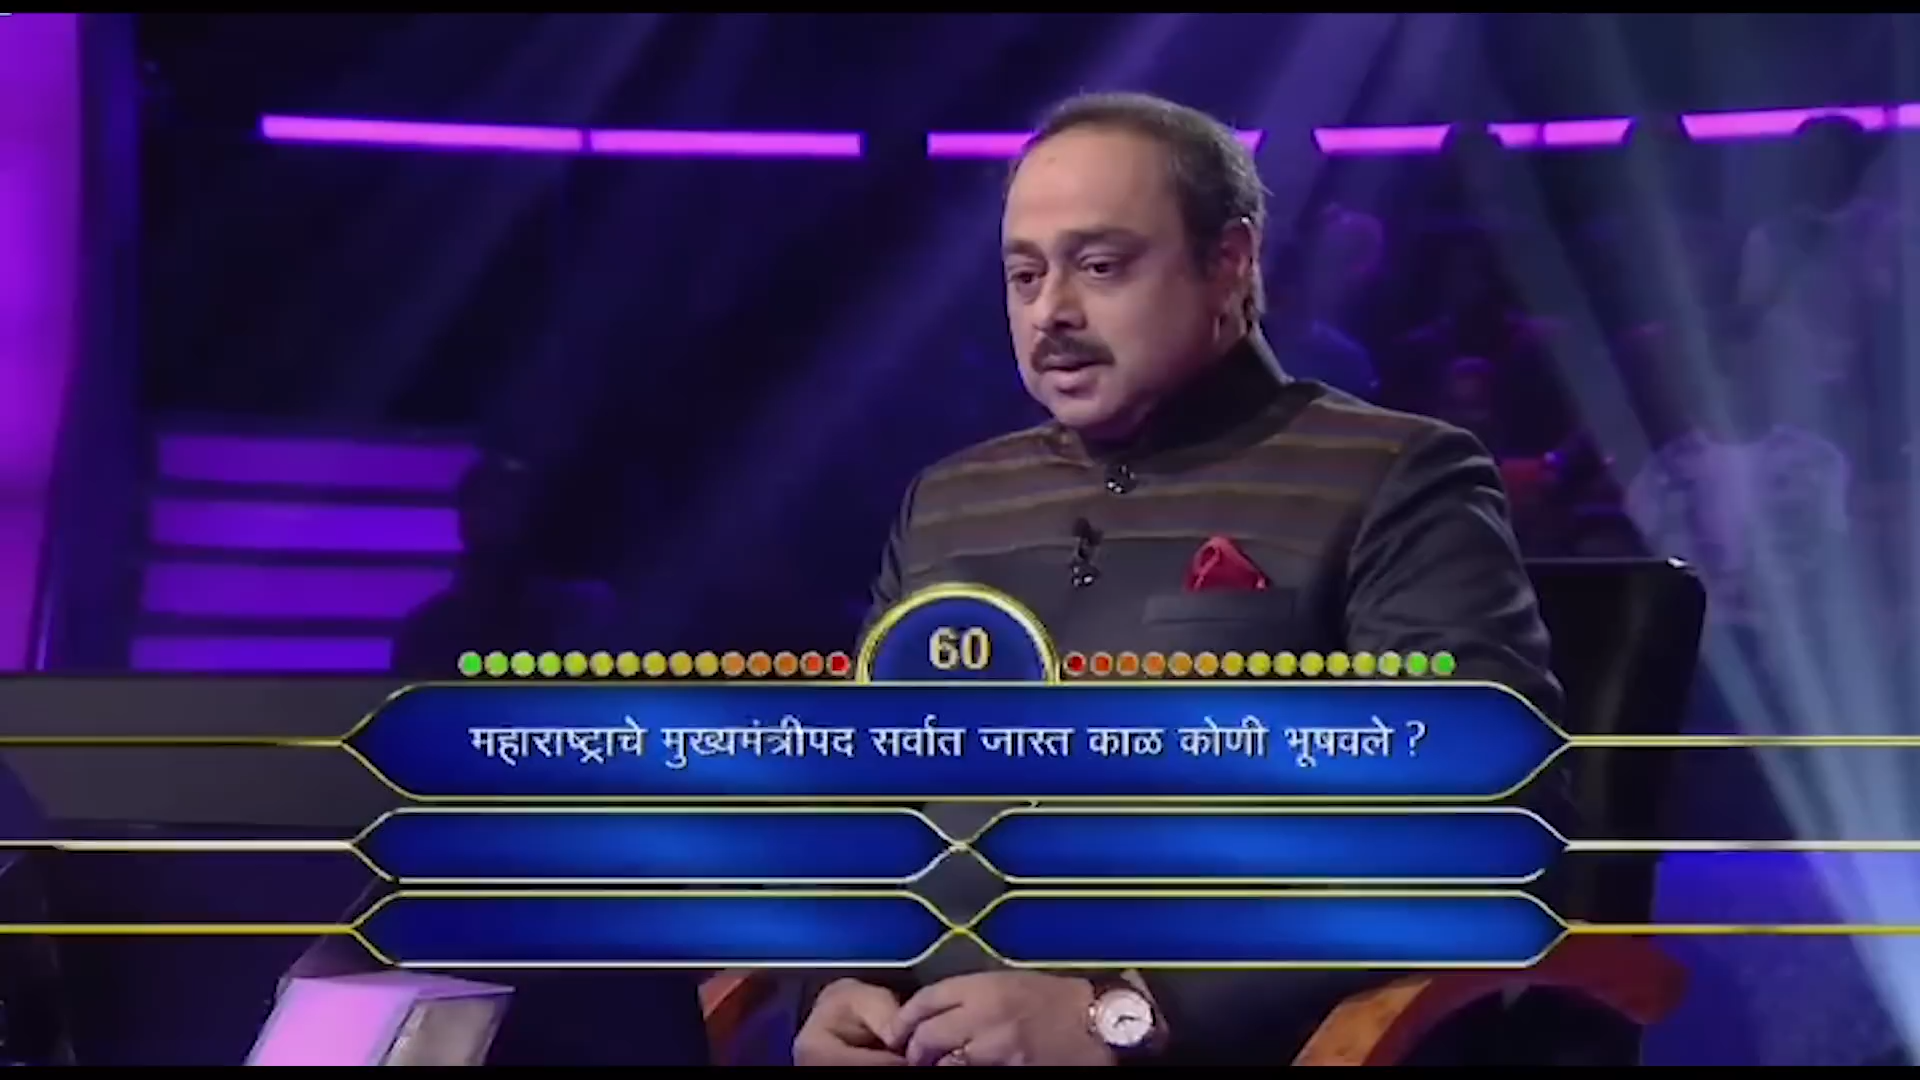 60
महाराष्ट्राचे मुख्यमंत्रीपद सर्वात जास्त काळ कोणी भूषवले ?